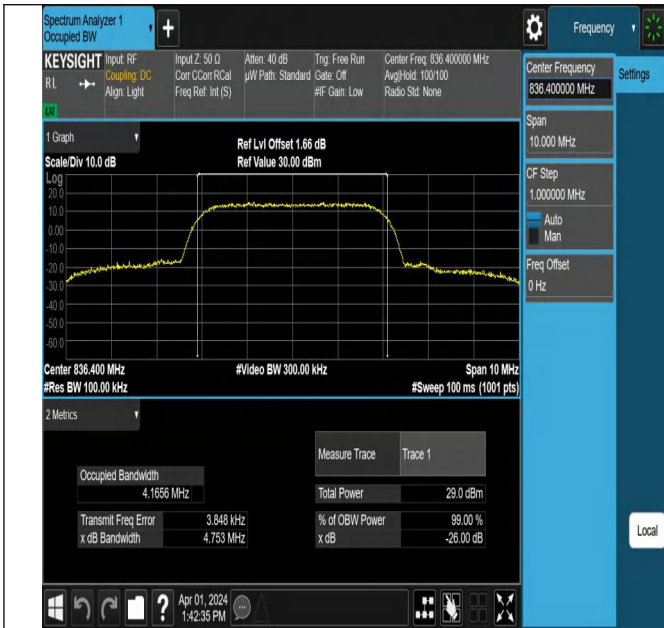 Spectrum Analyzer 1
Occupied BW
Frequency
KEYSIGHT
RL
LXI
Input: RF
Coupling: DC
Align: Light
Input Z: 50 Ω
Corr CCorr RCal
Freq Ref: Int (S)
Atten: 40 dB
µW Path: Standard
Trig: Free Run
Gate: Off
#IF Gain: Low
Center Freq: 836.400000 MHz
Avg|Hold: 100/100
Radio Std: None
Center Frequency
836.400000 MHz
Settings
Span
10.000 MHz
CF Step
1.000000 MHz
Auto
Man
Freq Offset
0 Hz
Local
1 Graph
Scale/Div 10.0 dB
Ref Lvl Offset 1.66 dB
Ref Value 30.00 dBm
Log
20.0
10.0
0.00
-10.0
-20.0
-30.0
-40.0
-50.0
-60.0
Center 836.400 MHz
#Video BW 300.00 kHz
Span 10 MHz
#Res BW 100.00 kHz
#Sweep 100 ms (1001 pts)
2 Metrics
Measure Trace
Trace 1
Occupied Bandwidth
4.1656 MHz
Total Power
29.0 dBm
Transmit Freq Error
3.848 kHz
% of OBW Power
99.00 %
x dB Bandwidth
4.753 MHz
x dB
-26.00 dB
?
Apr 01, 2024
1:42:35 PM